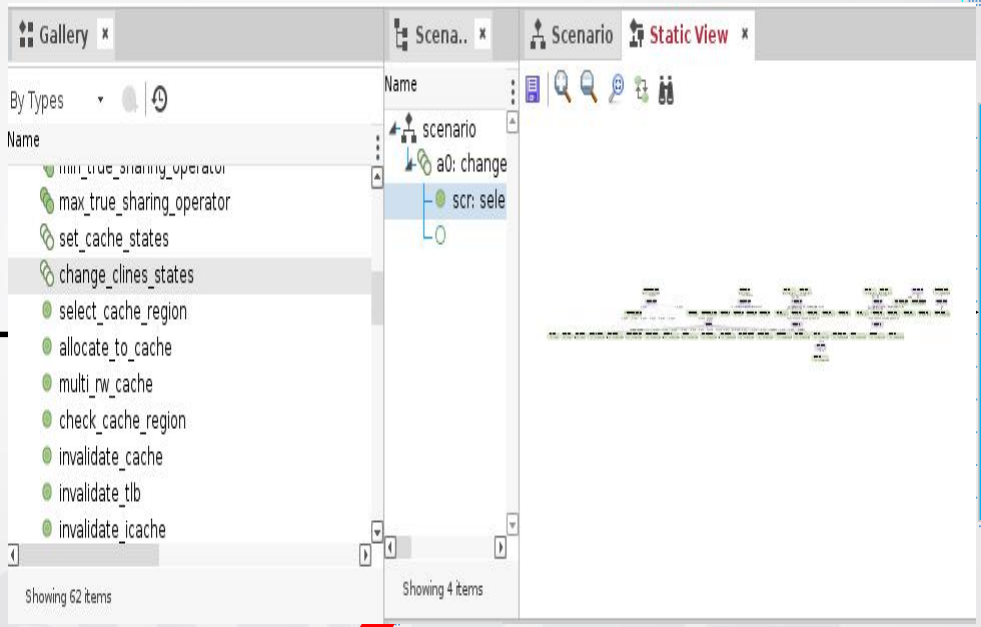 Gallery x
By Types
Name
min_true_sharing_operator
max_true_sharing_operator
set_cache_states
change_clines_states
select_cache_region
allocate_to_cache
multi_rw_cache
check_cache_region
invalidate_cache
invalidate_tlb
invalidate_icache
Showing 62 items
Scena.. x
Name
scenario
a0: change
scr: sele
Showing 4 items
Scenario
Static View x